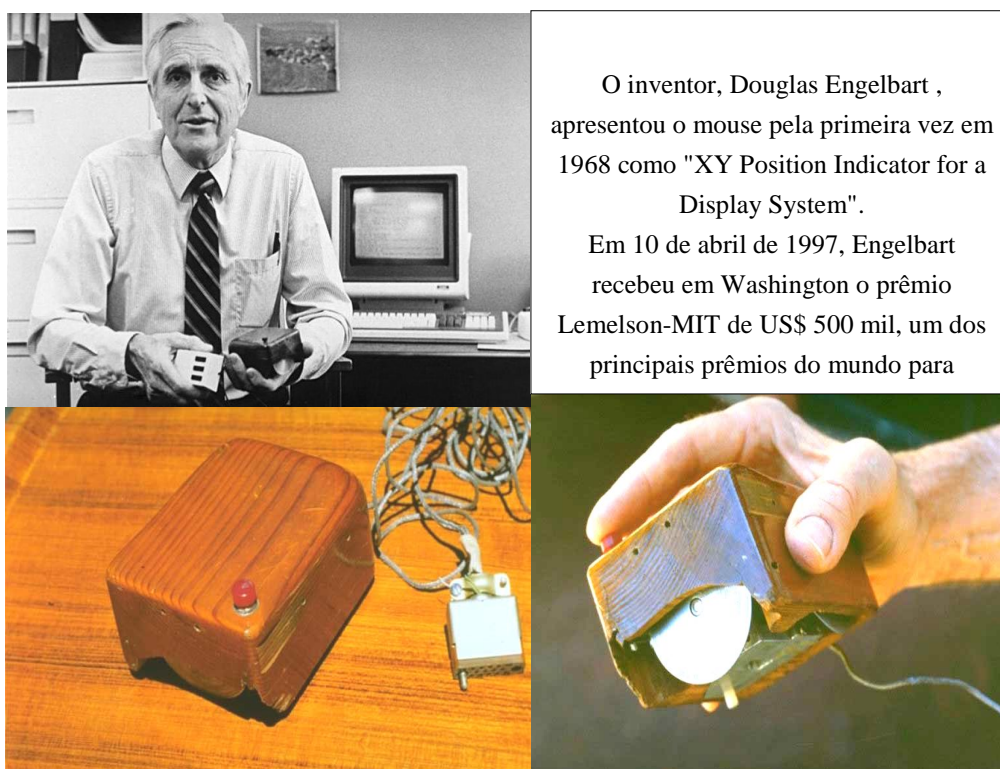 O inventor, Douglas Engelbart ,
apresentou o mouse pela primeira vez em
1968 como "XY Position Indicator for a
Display System".
Em 10 de abril de 1997, Engelbart
recebeu em Washington o prêmio
Lemelson-MIT de US$ 500 mil, um dos
principais prêmios do mundo para